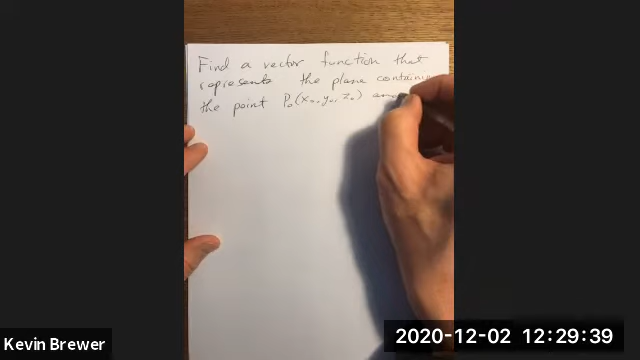 Find a vector function that
represents the plane containing
the point P₀(x₀, y₀, z₀) and
Kevin Brewer
2020-12-02 12:29:39